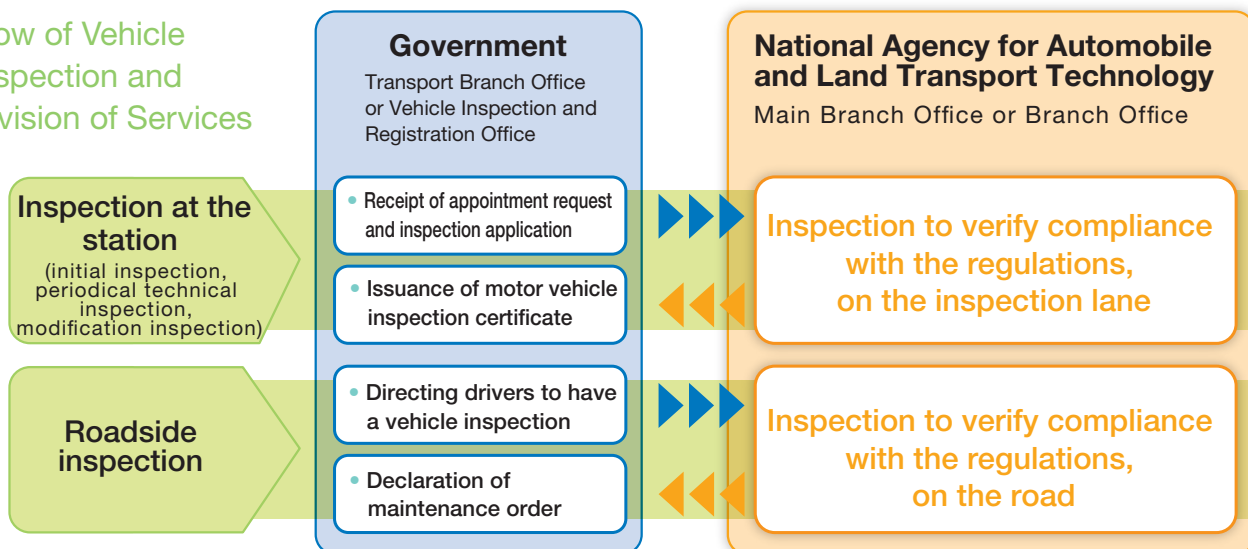 ow of Vehicle
spection and
vision of Services
Government
Transport Branch Office
or Vehicle Inspection and
Registration Office
National Agency for Automobile
and Land Transport Technology
Main Branch Office or Branch Office
Inspection at the
station
(initial inspection,
periodical technical
inspection,
modification inspection)
• Receipt of appointment request
and inspection application
• Issuance of motor vehicle
inspection certificate
Inspection to verify compliance
with the regulations,
on the inspection lane
Roadside
inspection
• Directing drivers to have
a vehicle inspection
• Declaration of
maintenance order
Inspection to verify compliance
with the regulations,
on the road